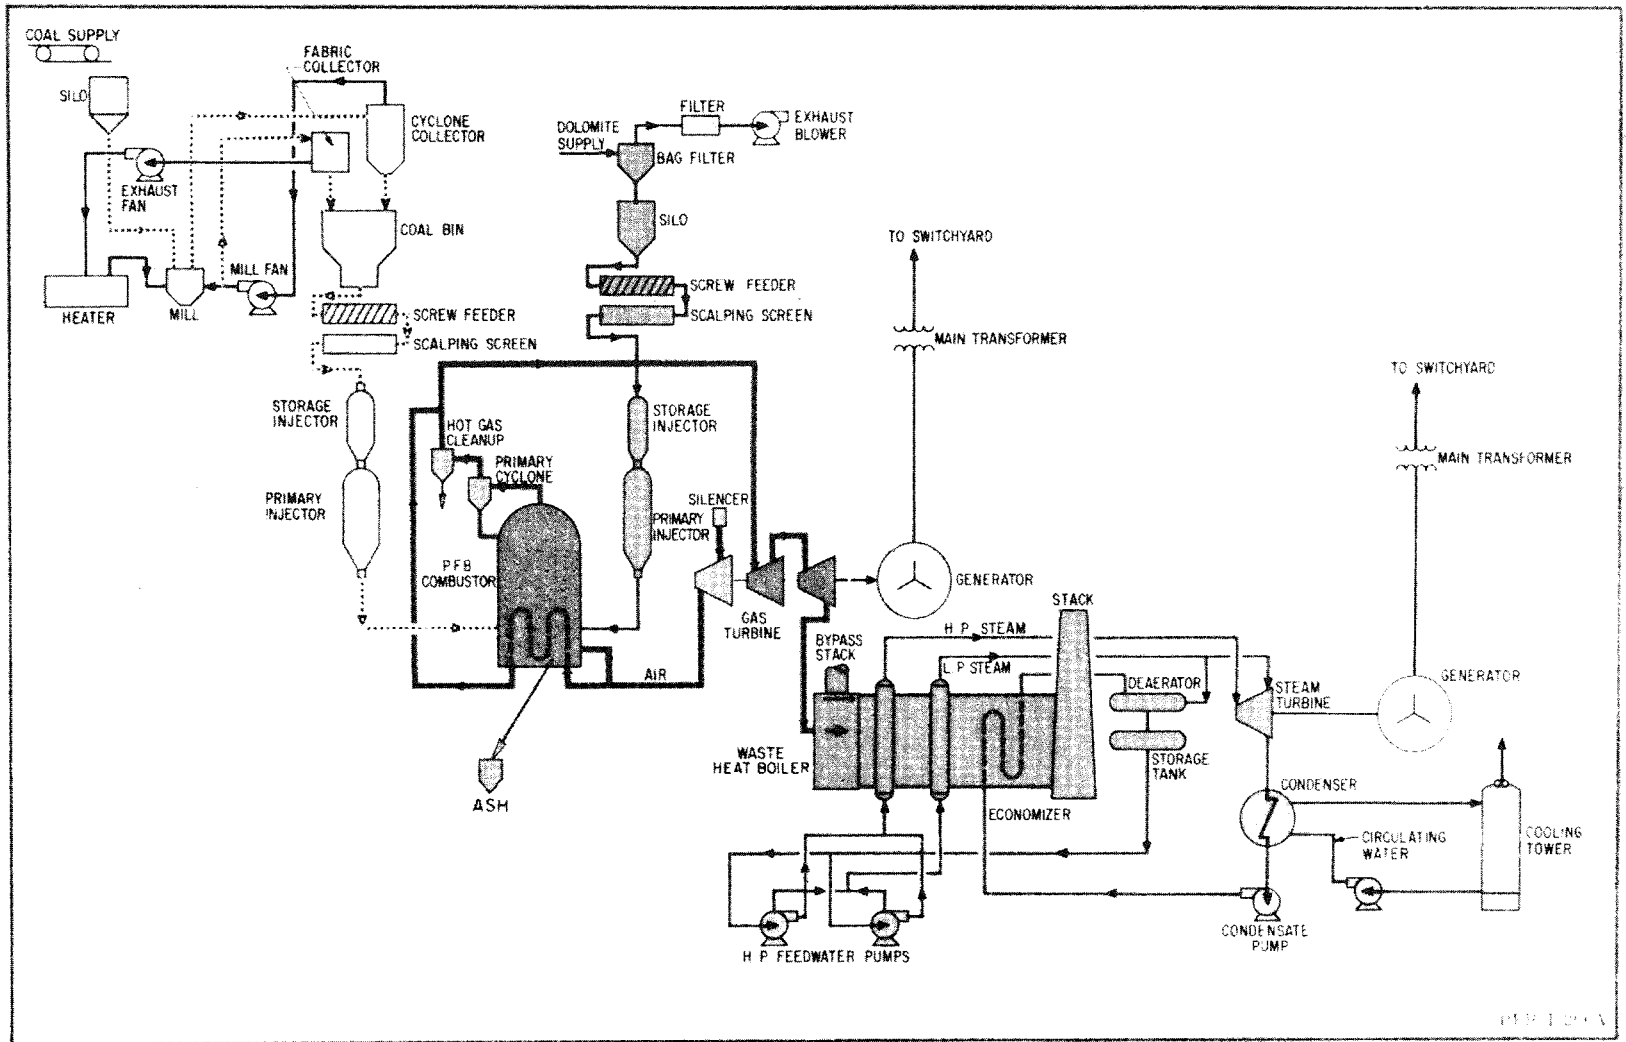 COAL SUPPLY
SILO
FABRIC
COLLECTOR
CYCLONE
COLLECTOR
EXHAUST
FAN
COAL BIN
HEATER
MILL
MILL FAN
SCREW FEEDER
SCALPING SCREEN
STORAGE
INJECTOR
PRIMARY
INJECTOR
DOLOMITE
SUPPLY
FILTER
EXHAUST
BLOWER
BAG FILTER
SILO
SCREW FEEDER
SCALPING SCREEN
STORAGE
INJECTOR
PRIMARY
INJECTOR
HOT GAS
CLEANUP
PRIMARY
CYCLONE
PFB
COMBUSTOR
ASH
AIR
SILENCER
GAS
TURBINE
TO SWITCHYARD
MAIN TRANSFORMER
GENERATOR
STACK
BYPASS
STACK
H P STEAM
L.P STEAM
WASTE
HEAT BOILER
ECONOMIZER
DEAERATOR
STORAGE
TANK
STEAM
TURBINE
TO SWITCHYARD
MAIN TRANSFORMER
GENERATOR
CONDENSER
CIRCULATING
WATER
COOLING
TOWER
CONDENSATE
PUMP
H P FEEDWATER PUMPS